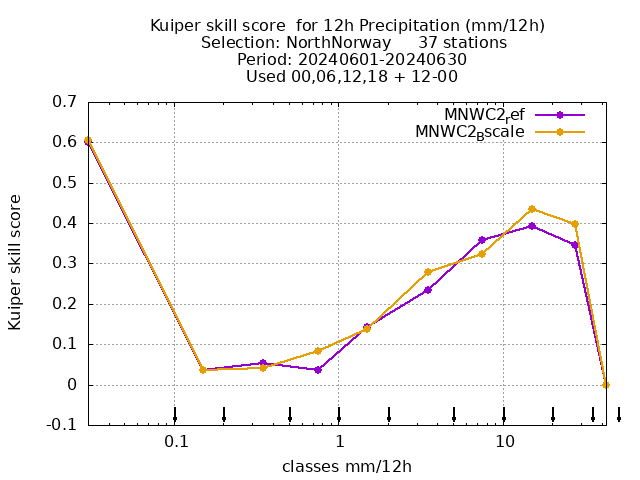 Kuiper skill score  for 12h Precipitation (mm/12h)
Selection: NorthNorway     37 stations
Period: 20240601-20240630
Used 00,06,12,18 + 12-00
MNWC2ref
MNWC2Bscale
0.7
0.6
0.5
0.4
0.3
0.2
0.1
0
-0.1
Kuiper skill score
0.1 1 10
classes mm/12h